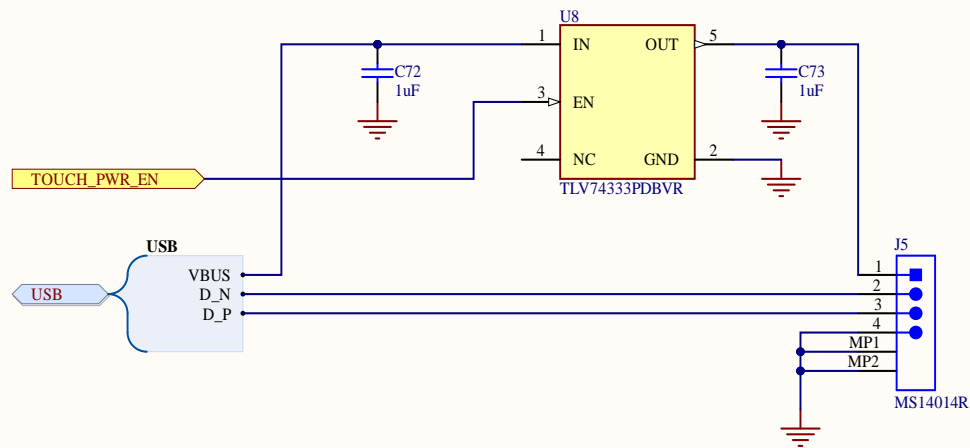 U8
1 IN OUT 5
C72
1uF
C73
1uF
3 EN
4 NC GND 2
TOUCH_PWR_EN
TLV74333PDBVR
USB
J5
VBUS
1
USB
D_N
2
D_P
3
4
MP1
MP2
MS14014R